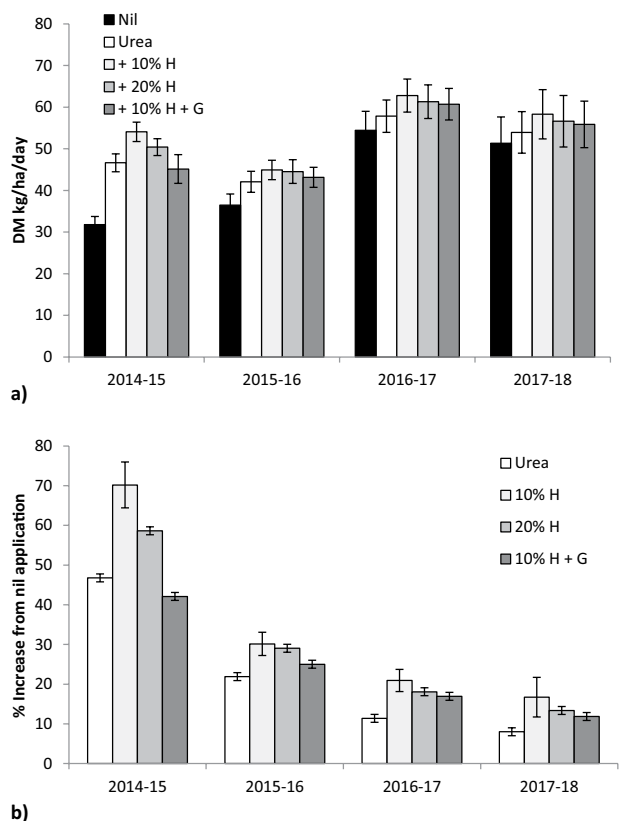 Nil
Urea
+ 10% H
+ 20% H
+ 10% H + G
80
70
60
50
40
30
20
10
0
DM kg/ha/day
2014-15 2015-16 2016-17 2017-18
a)
80
70
60
50
40
30
20
10
0
% Increase from nil application
Urea
10% H
20% H
10% H + G
2014-15 2015-16 2016-17 2017-18
b)